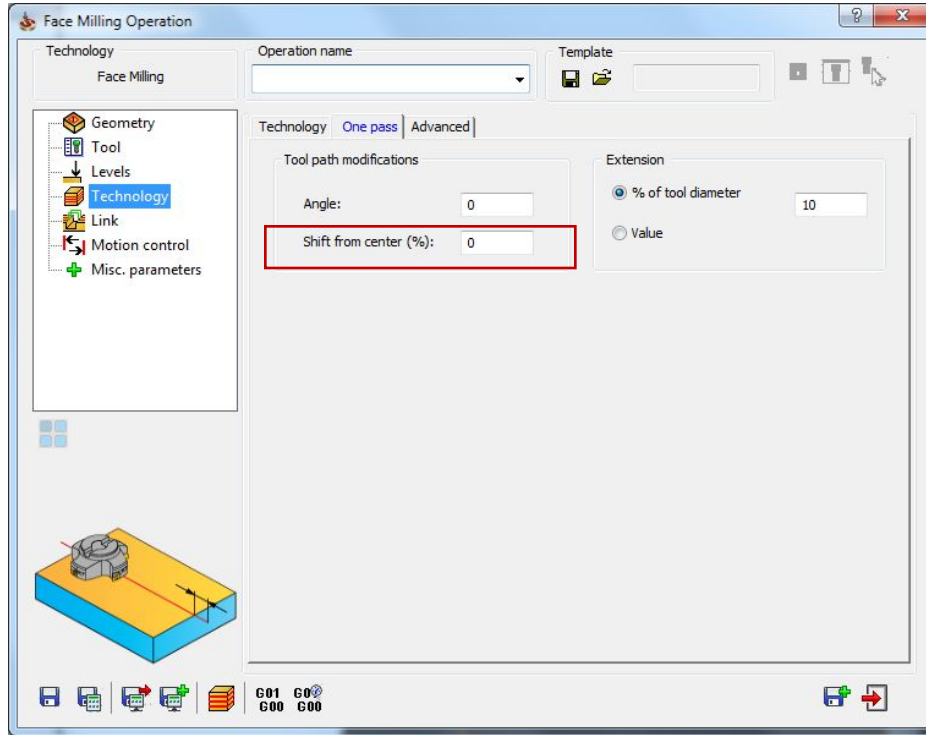 Face Milling Operation
Technology
Face Milling
Operation name
Template
Geometry
Tool
Levels
Technology
Link
Motion control
Misc. parameters
Technology One pass Advanced
Tool path modifications
Angle: 0
Shift from center (%): 0
Extension
% of tool diameter
10
Value
G01 G0
G00 G00